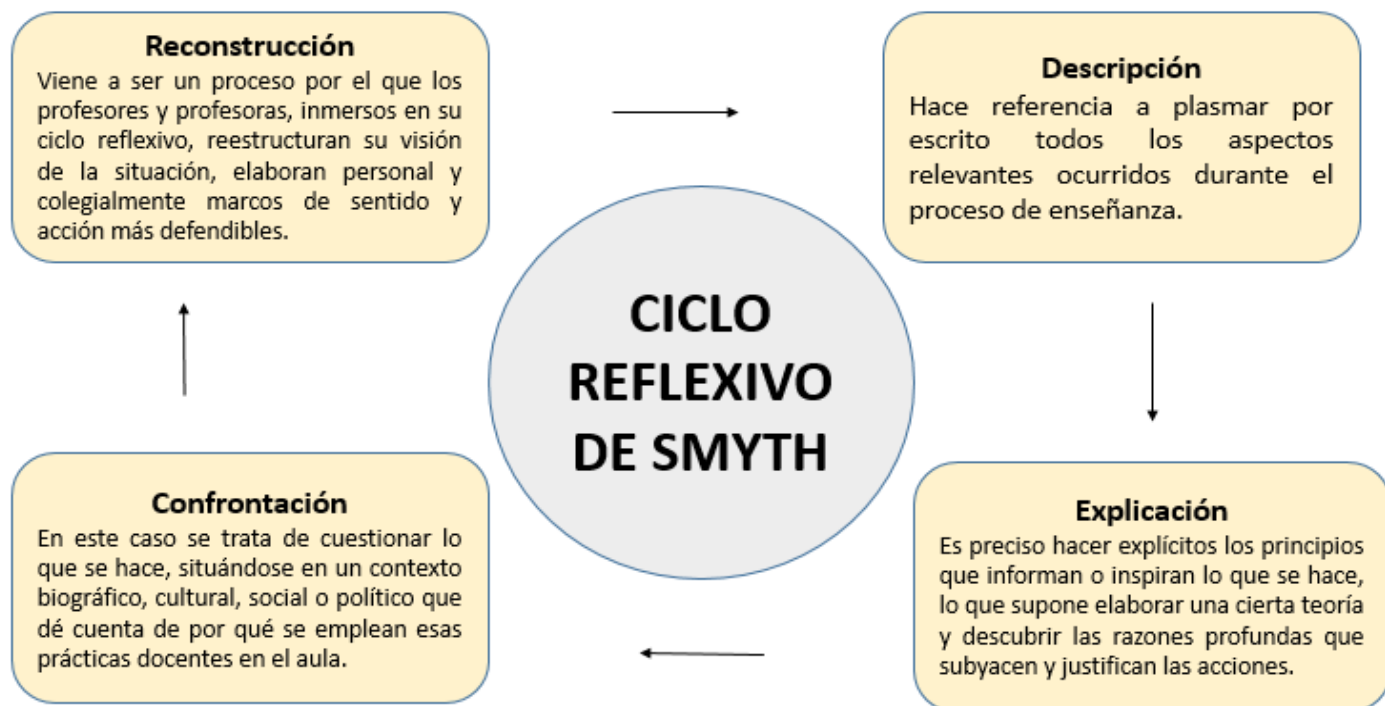 Reconstrucción
Viene a ser un proceso por el que los
profesores y profesoras, inmersos en su
ciclo reflexivo, reestructuran su visión
de la situación, elaboran personal y
colegialmente marcos de sentido y
acción más defendibles.
Descripción
Hace referencia a plasmar por
escrito todos los aspectos
relevantes ocurridos durante el
proceso de enseñanza.
CICLO
REFLEXIVO
DE SMYTH
Confrontación
En este caso se trata de cuestionar lo
que se hace, situándose en un contexto
biográfico, cultural, social o político que
dé cuenta de por qué se emplean esas
prácticas docentes en el aula.
Explicación
Es preciso hacer explícitos los principios
que informan o inspiran lo que se hace,
lo que supone elaborar una cierta teoría
y descubrir las razones profundas que
subyacen y justifican las acciones.